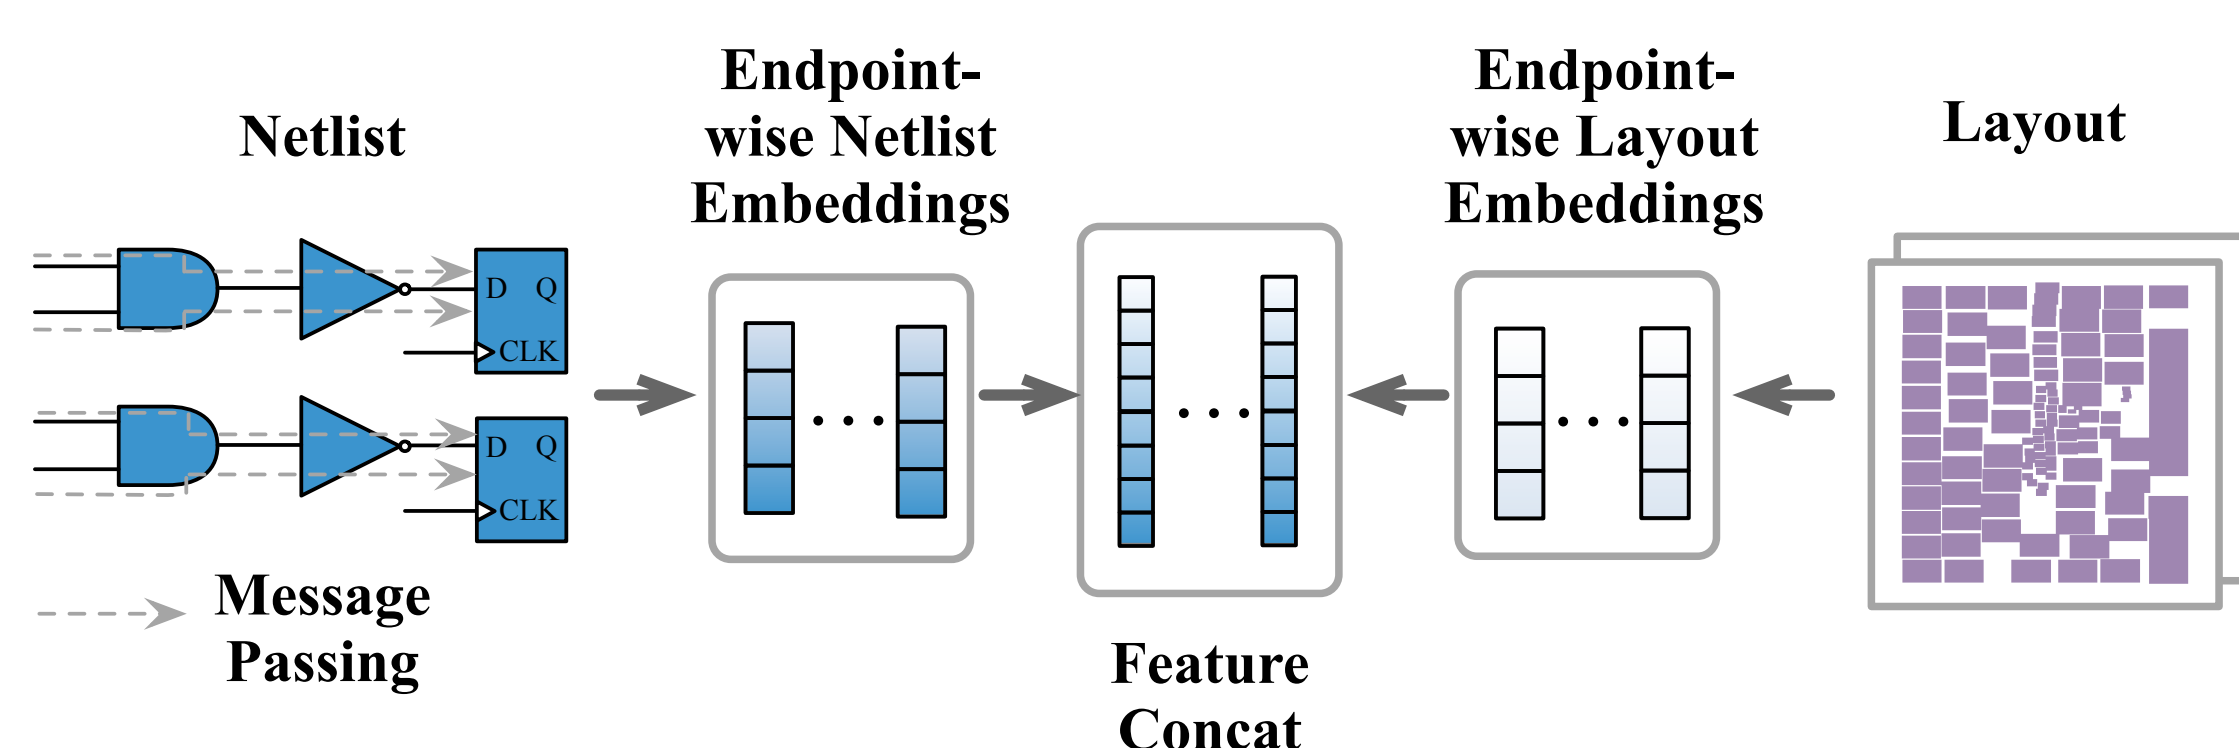 Netlist
Endpoint-
wise Netlist
Embeddings
Endpoint-
wise Layout
Embeddings
Layout
D Q
CLK
D Q
CLK
Message
Passing
Feature
Concat